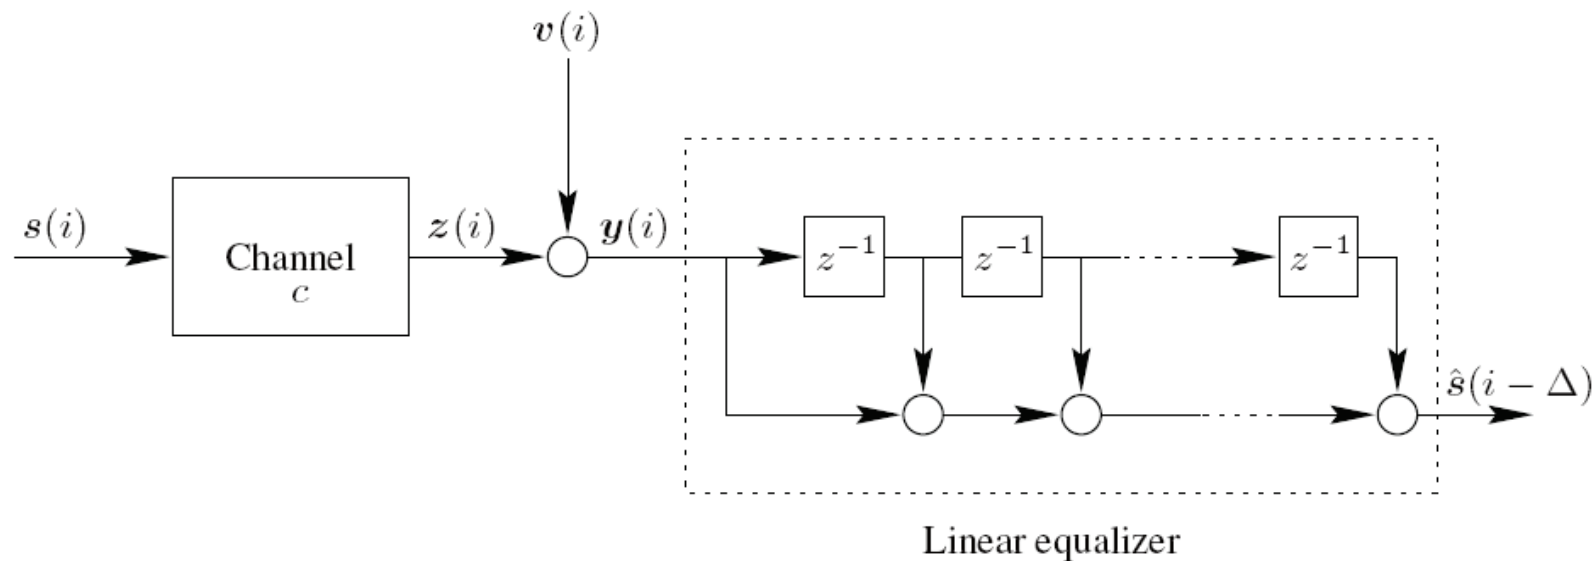 v(i)
s(i)
Channel
c
z(i)
y(i)
z⁻¹
z⁻¹
z⁻¹
ŝ(i − Δ)
Linear equalizer